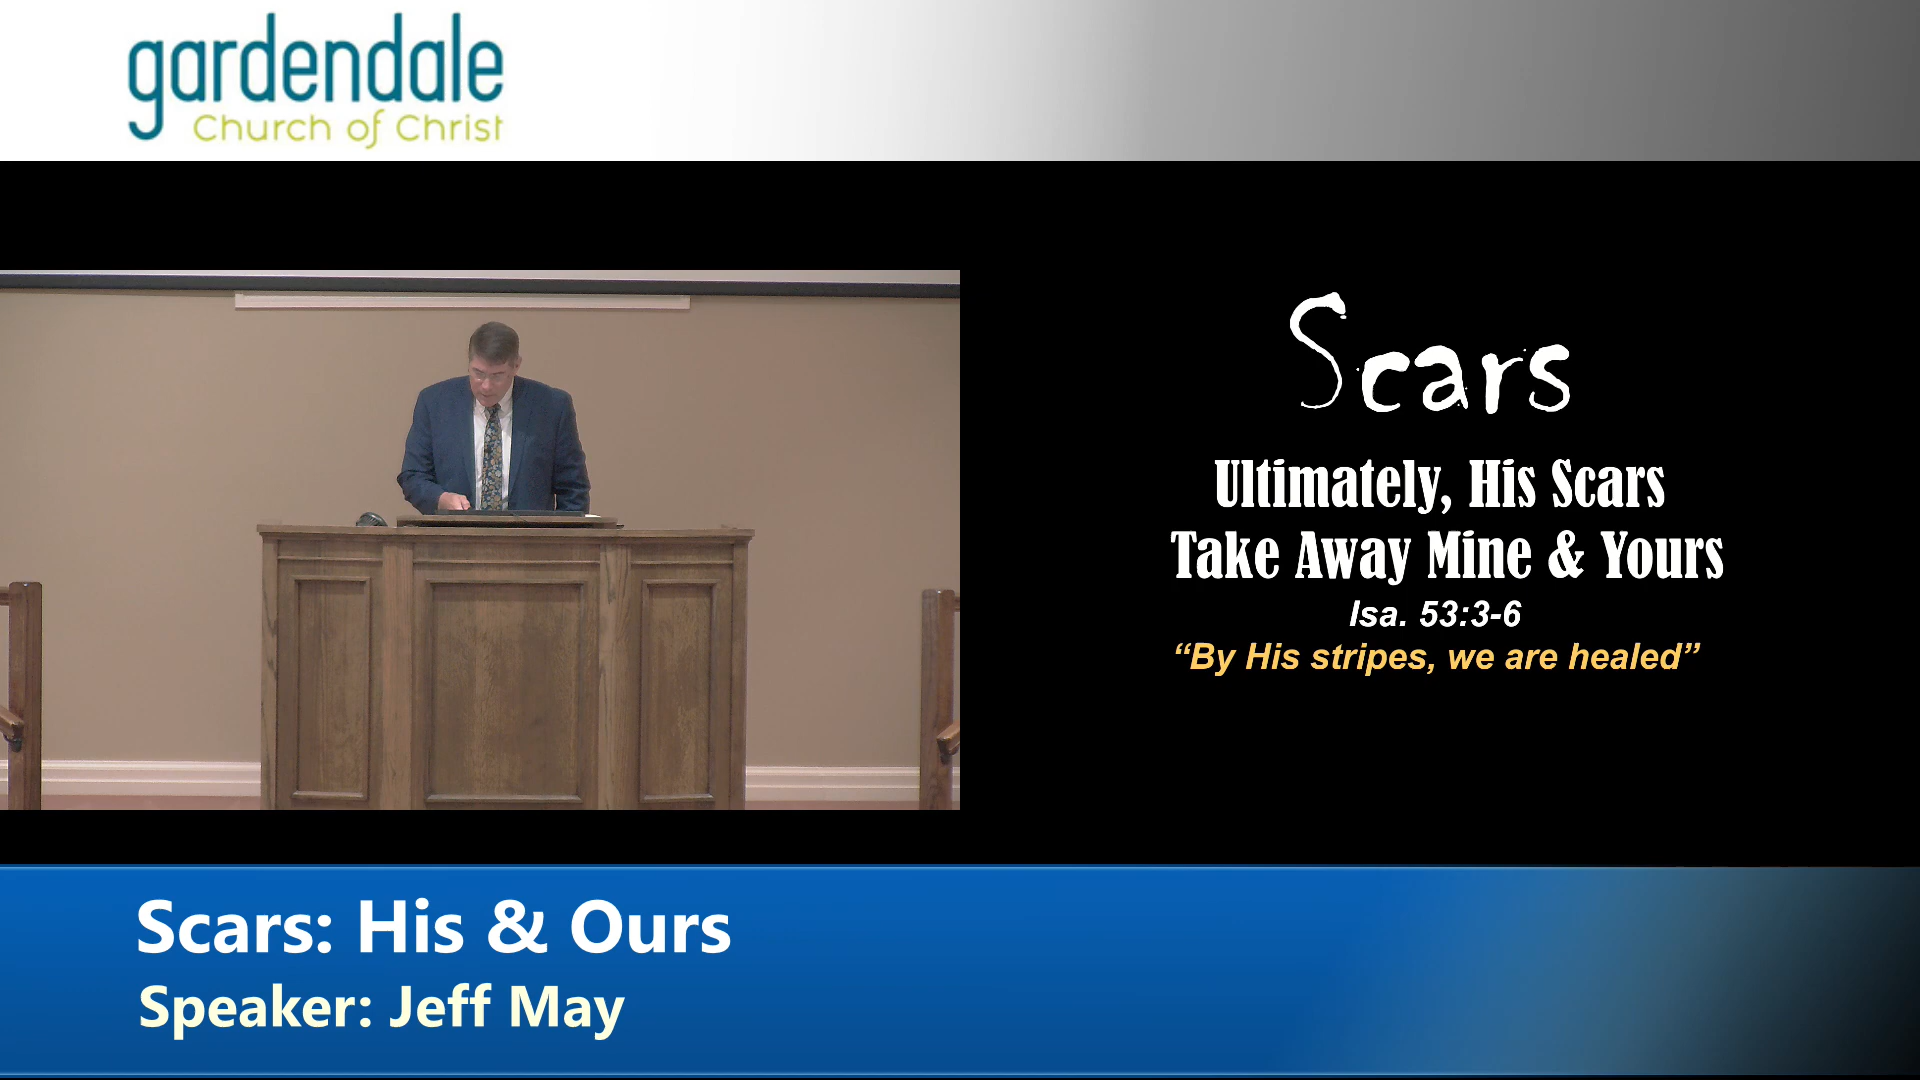 gardendale
Church of Christ
Scars
Ultimately, His Scars
Take Away Mine & Yours
Isa. 53:3-6
“By His stripes, we are healed”
Scars: His & Ours
Speaker: Jeff May